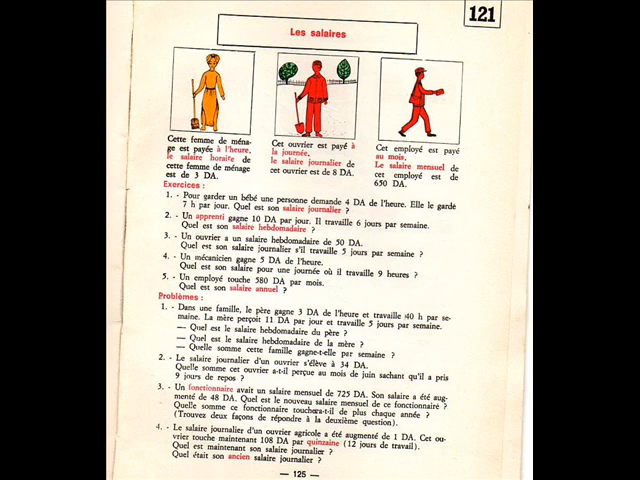 121
Les salaires
Cette femme de ména-
ge est payée à l'heure.
le salaire horaire de
cette femme de ménage
est de 3 DA.
Cet ouvrier est payé à
la journée.
le salaire journalier de
cet ouvrier est de 8 DA.
Cet employé est payé
au mois.
Le salaire mensuel de
cet employé est de
650 DA.
Exercices :
1. - Pour garder un bébé une personne demande 4 DA de l'heure. Elle le garde
7 h par jour. Quel est son salaire journalier ?
2. - Un apprenti gagne 10 DA par jour. Il travaille 6 jours par semaine.
Quel est son salaire hebdomadaire ?
3. - Un ouvrier a un salaire hebdomadaire de 50 DA.
Quel est son salaire journalier s'il travaille 5 jours par semaine ?
4. - Un mécanicien gagne 5 DA de l'heure.
Quel est son salaire pour une journée où il travaille 9 heures ?
5. - Un employé touche 580 DA par mois.
Quel est son salaire annuel ?
Problèmes :
1. - Dans une famille, le père gagne 3 DA de l'heure et travaille 40 h par se-
maine. La mère perçoit 11 DA par jour et travaille 5 jours par semaine.
— Quel est le salaire hebdomadaire du père ?
— Quel est le salaire hebdomadaire de la mère ?
— Quelle somme cette famille gagne-t-elle par semaine ?
2. - Le salaire journalier d'un ouvrier s'élève à 34 DA.
Quelle somme cet ouvrier a-t-il perçue au mois de juin sachant qu'il a pris
9 jours de repos ?
3. - Un fonctionnaire avait un salaire mensuel de 725 DA. Son salaire a été aug-
menté de 48 DA. Quel est le nouveau salaire mensuel de ce fonctionnaire ?
Quelle somme ce fonctionnaire touchera-t-il de plus chaque année ?
(Trouvez deux façons de répondre à la deuxième question).
4. - Le salaire journalier d'un ouvrier agricole a été augmenté de 1 DA. Cet ou-
vrier touche maintenant 108 DA par quinzaine (12 jours de travail).
Quel est maintenant son salaire journalier ?
Quel était son ancien salaire journalier ?
— 125 —